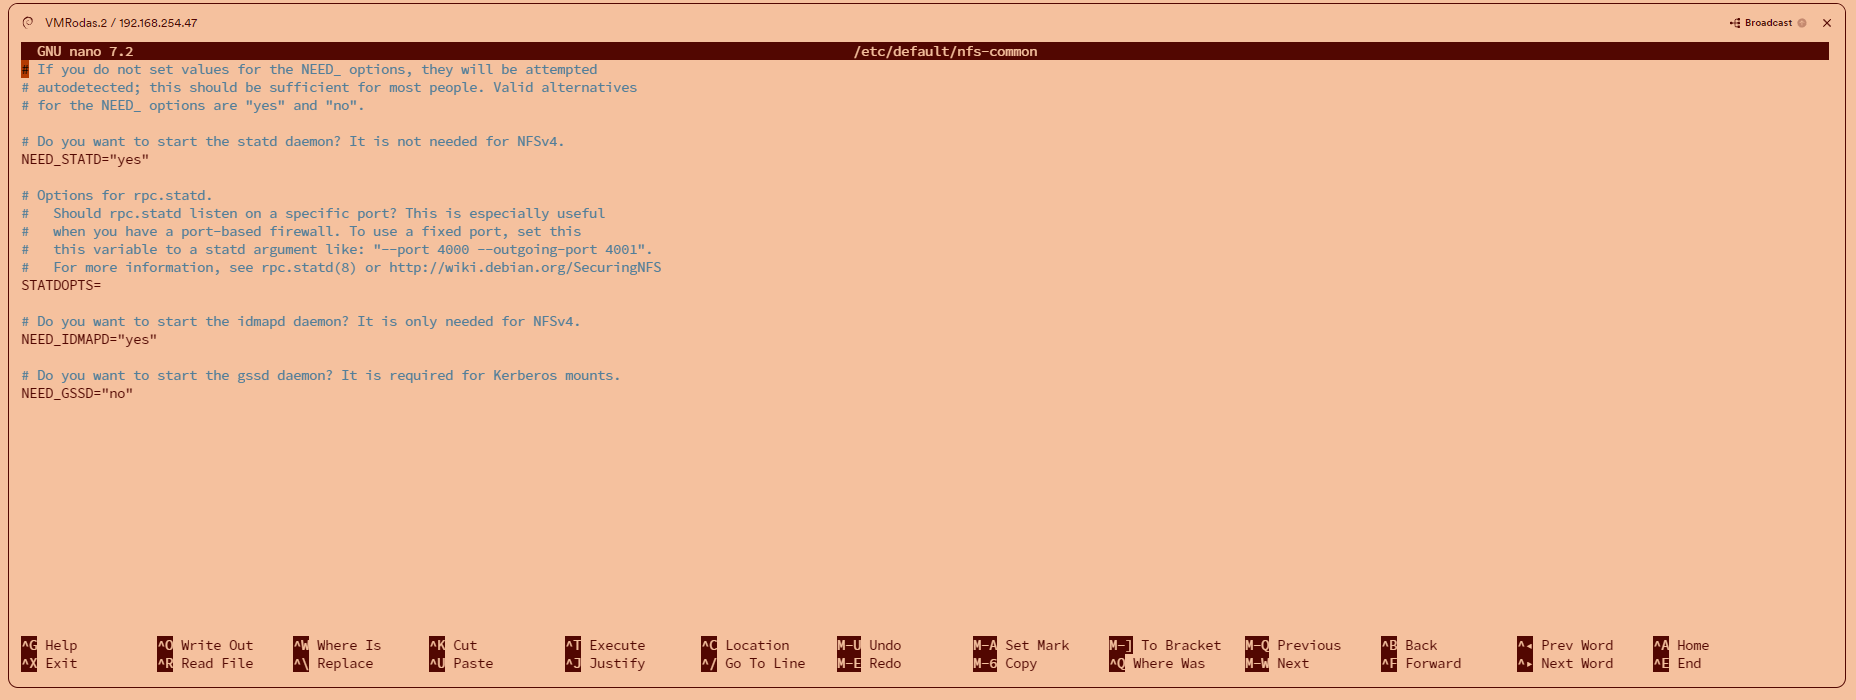 VMRodas.2 / 192.168.254.47
Broadcast
GNU nano 7.2 /etc/default/nfs-common
# If you do not set values for the NEED_ options, they will be attempted
# autodetected; this should be sufficient for most people. Valid alternatives
# for the NEED_ options are "yes" and "no".
# Do you want to start the statd daemon? It is not needed for NFSv4.
NEED_STATD="yes"
# Options for rpc.statd.
#   Should rpc.statd listen on a specific port? This is especially useful
#   when you have a port-based firewall. To use a fixed port, set this
#   this variable to a statd argument like: "--port 4000 --outgoing-port 4001".
#   For more information, see rpc.statd(8) or http://wiki.debian.org/SecuringNFS
STATDOPTS=
# Do you want to start the idmapd daemon? It is only needed for NFSv4.
NEED_IDMAPD="yes"
# Do you want to start the gssd daemon? It is required for Kerberos mounts.
NEED_GSSD="no"
^G Help ^O Write Out ^W Where Is ^K Cut ^T Execute ^C Location M-U Undo M-A Set Mark M-] To Bracket M-Q Previous ^B Back ^◂ Prev Word ^A Home
^X Exit ^R Read File ^\ Replace ^U Paste ^J Justify ^/ Go To Line M-E Redo M-6 Copy ^Q Where Was M-W Next ^F Forward ^▸ Next Word ^E End